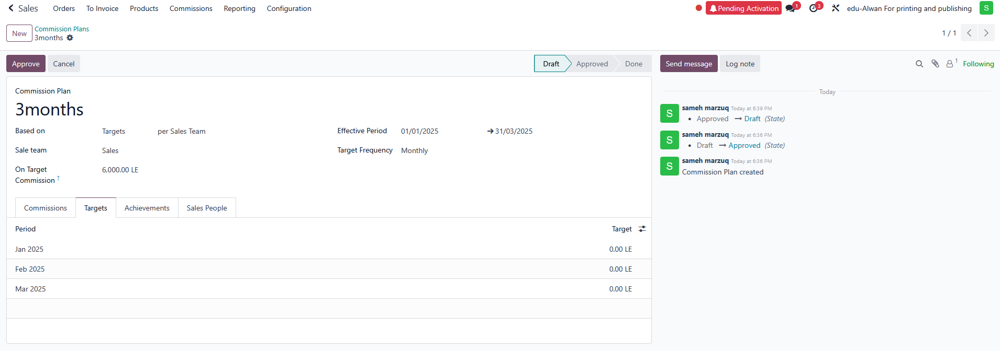 Sales Orders To Invoice Products Commissions Reporting Configuration Pending Activation 1 3 edu-Alwan For printing and publishing S
New Commission Plans 1 / 1
3months
Approve Cancel Draft Approved Done Send message Log note 1 Following
Commission Plan
3months
Based on Targets per Sales Team Effective Period 01/01/2025 → 31/03/2025
Sale team Sales Target Frequency Monthly
On Target Commission ? 6,000.00 LE
Commissions Targets Achievements Sales People
Period Target
Jan 2025 0.00 LE
Feb 2025 0.00 LE
Mar 2025 0.00 LE
Today
S sameh marzuq Today at 6:39 PM
• Approved → Draft (State)
S sameh marzuq Today at 6:36 PM
• Draft → Approved (State)
S sameh marzuq Today at 6:36 PM
Commission Plan created